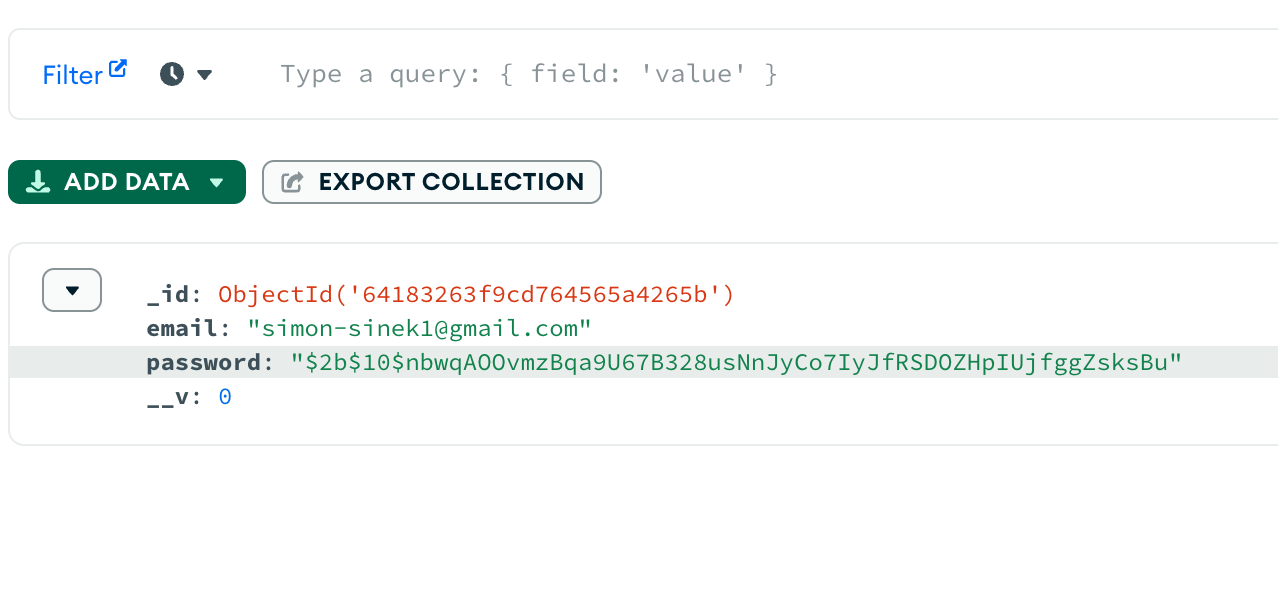 Filter Type a query: { field: 'value' }
ADD DATA EXPORT COLLECTION
_id: ObjectId('64183263f9cd764565a4265b')
email: "simon-sinek1@gmail.com"
password: "$2b$10$nbwqAOOvmzBqa9U67B328usNnJyCo7IyJfRSDOZHpIUjfggZsksBu"
__v: 0